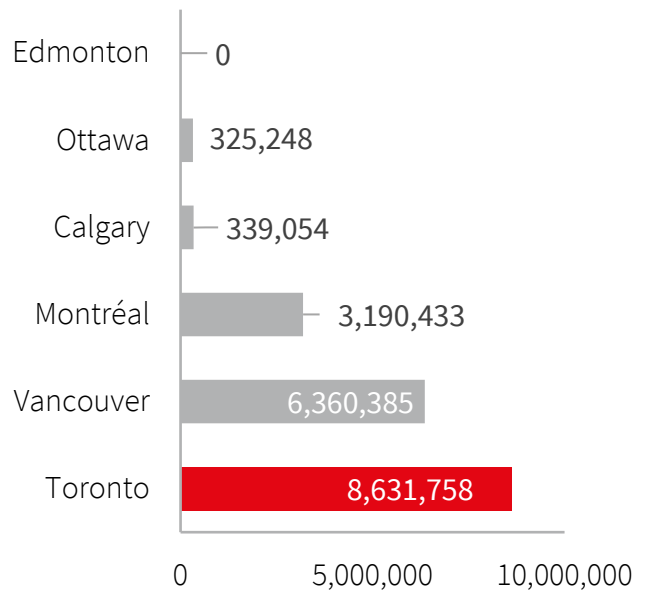 Edmonton 0
Ottawa 325,248
Calgary 339,054
Montréal 3,190,433
Vancouver 6,360,385
Toronto 8,631,758
0 5,000,000 10,000,000